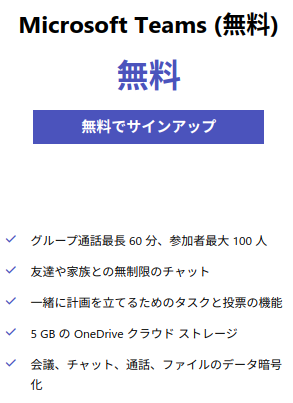 Microsoft Teams (無料)
無料
無料でサインアップ
グループ通話最長 60 分、参加者最大 100 人
友達や家族との無制限のチャット
一緒に計画を立てるためのタスクと投票の機能
5 GB の OneDrive クラウド ストレージ
会議、チャット、通話、ファイルのデータ暗号
化